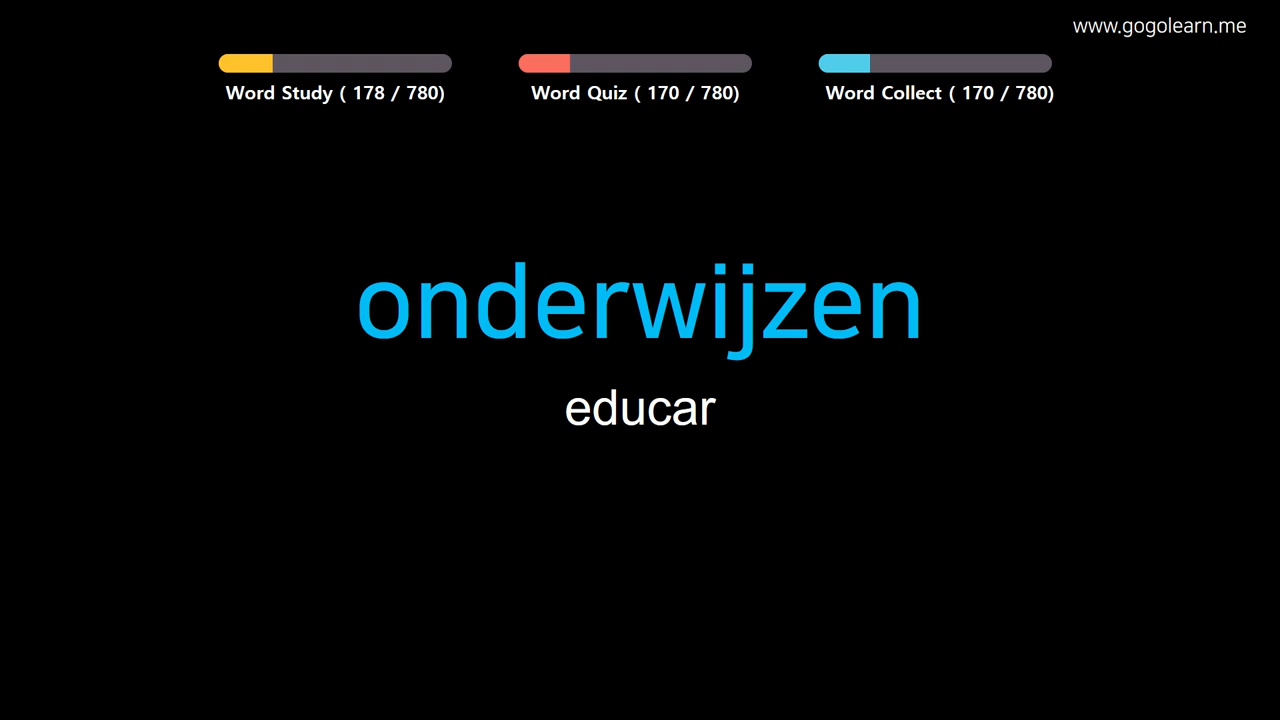 www.gogolearn.me
Word Study ( 178 / 780)
Word Quiz ( 170 / 780)
Word Collect ( 170 / 780)
onderwijzen
educar